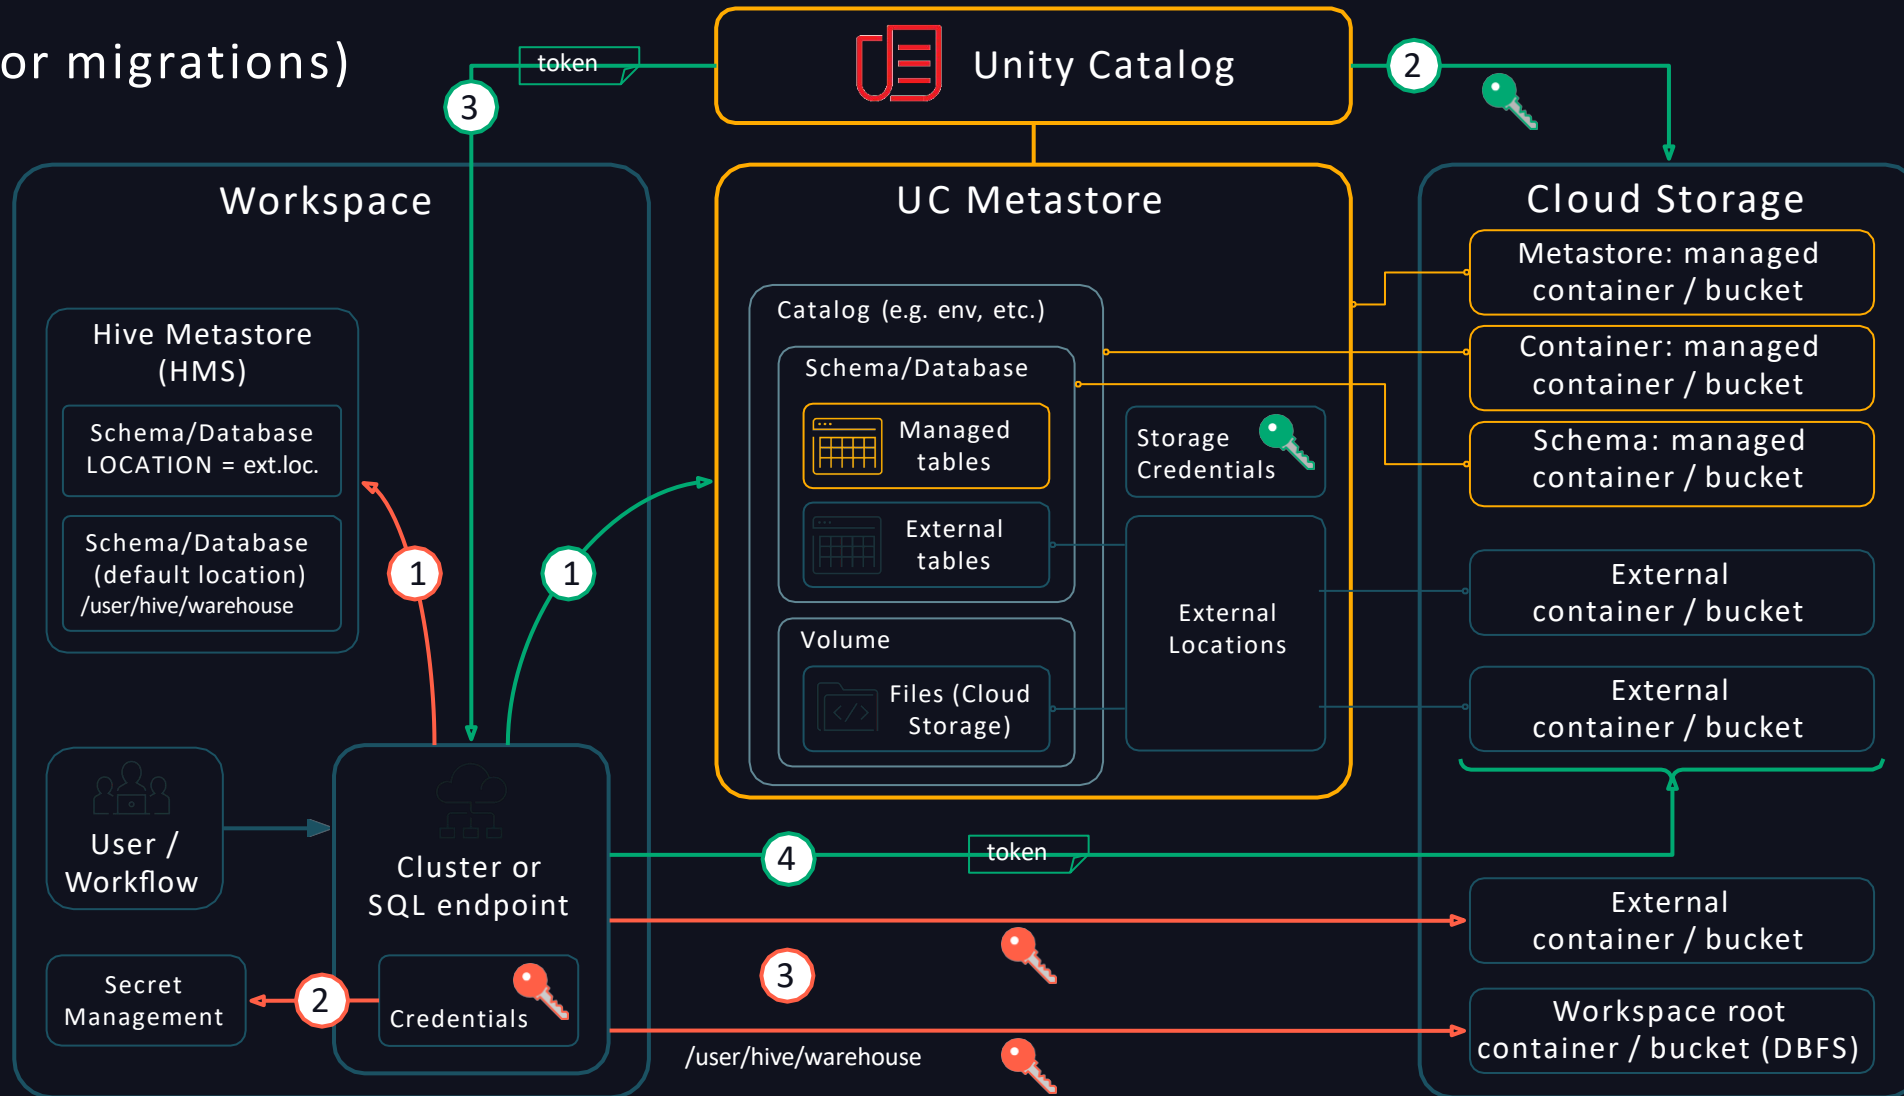 or migrations)
token
Unity Catalog
2
3
Workspace
UC Metastore
Cloud Storage
Hive Metastore
(HMS)
Schema/Database
LOCATION = ext.loc.
Schema/Database
(default location)
/user/hive/warehouse
1
1
Catalog (e.g. env, etc.)
Schema/Database
Managed
tables
External
tables
Storage
Credentials
Volume
Files (Cloud
Storage)
External
Locations
Metastore: managed
container / bucket
Container: managed
container / bucket
Schema: managed
container / bucket
External
container / bucket
External
container / bucket
User /
Workflow
Cluster or
SQL endpoint
4
token
External
container / bucket
Secret
Management
2
Credentials
3
/user/hive/warehouse
Workspace root
container / bucket (DBFS)